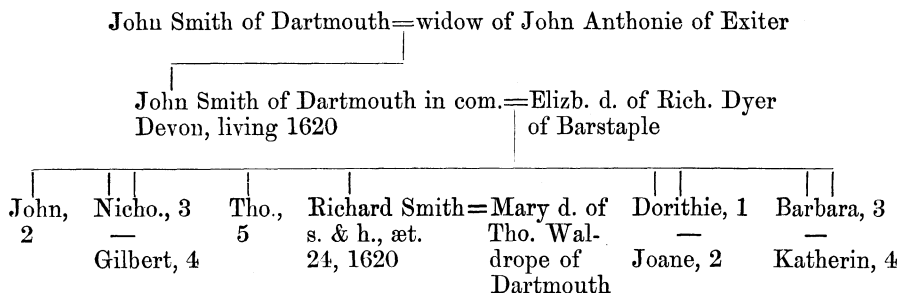 John Smith of Dartmouth=widow of John Anthonie of Exiter
John Smith of Dartmouth in com.=Elizb. d. of Rich. Dyer
Devon, living 1620 of Barstaple
John, Nicho., 3 Tho., Richard Smith=Mary d. of Dorithie, 1 Barbara, 3
2 — 5 s. & h., æt. Tho. Wal- — —
Gilbert, 4 24, 1620 drope of Joane, 2 Katherin, 4
Dartmouth